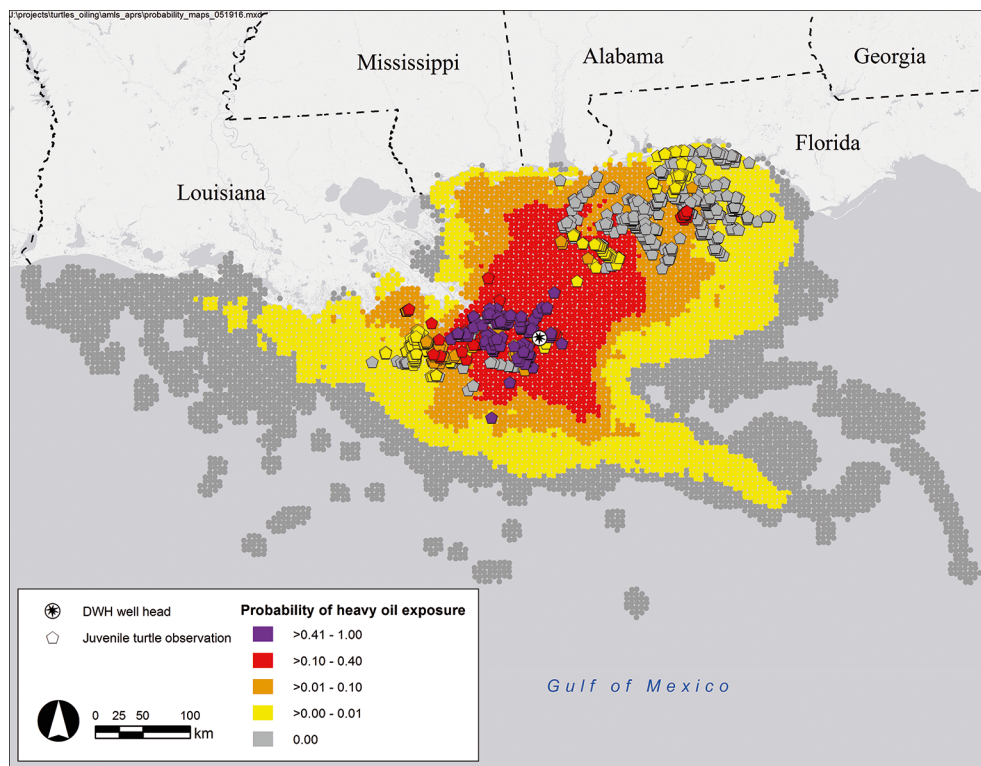 J:\projects\turtles_oiling\amls_aprs\probability_maps_051916.mxd
Mississippi
Alabama
Georgia
Florida
Louisiana
DWH well head
Juvenile turtle observation
0 25 50 100
km
Probability of heavy oil exposure
>0.41 - 1.00
>0.10 - 0.40
>0.01 - 0.10
>0.00 - 0.01
0.00
Gulf of Mexico